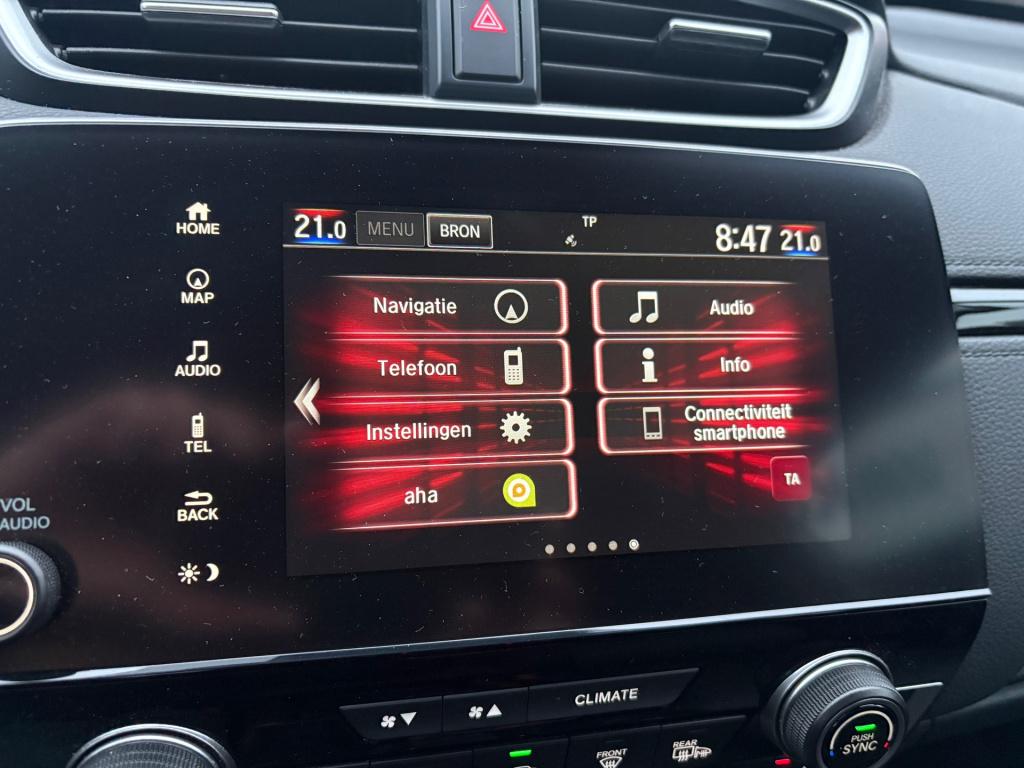 HOME
MAP
AUDIO
TEL
BACK
VOL
AUDIO
21.0 MENU BRON TP 8:47 21.0
Navigatie
Telefoon
Instellingen
aha
Audio
Info
Connectiviteit
smartphone
TA
CLIMATE
FRONT
REAR
PUSH
SYNC